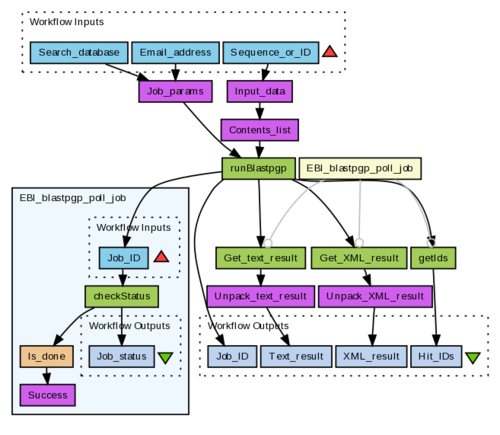 Workflow Inputs
Search_database Email_address Sequence_or_ID
Job_params Input_data
Contents_list
runBlastpgp EBI_blastpgp_poll_job
EBI_blastpgp_poll_job
Workflow Inputs
Job_ID
Get_text_result Get_XML_result getIds
checkStatus
Unpack_text_result Unpack_XML_result
Workflow Outputs
Workflow Outputs
Is_done Job_status
Job_ID Text_result XML_result Hit_IDs
Success